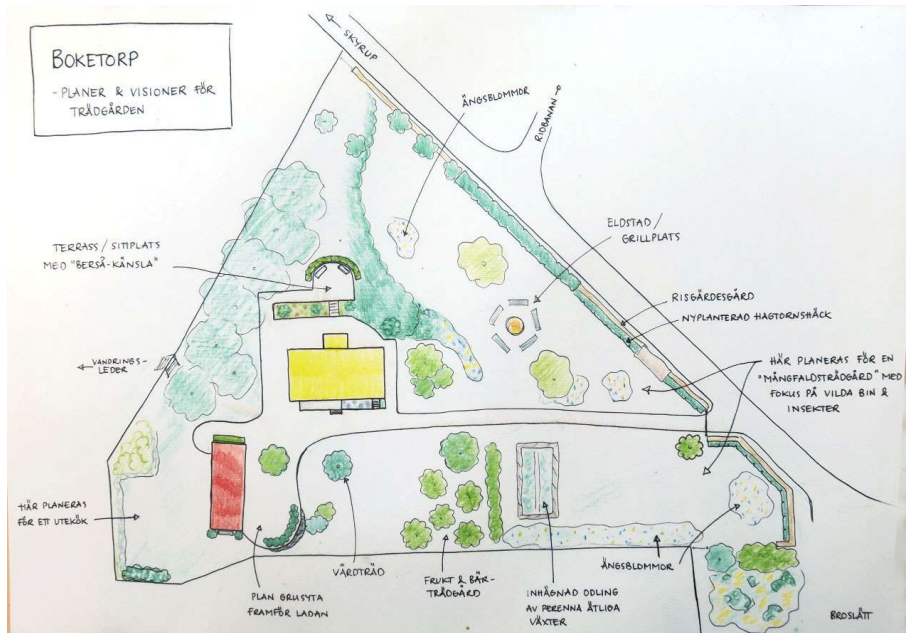 BOKETORP
- PLANER & VISIONER FÖR
TRÄDGÅRDEN
SKYRUP
RIDBANAN
ÄNGSBLOMMOR
TERRASS / SITTPLATS
MED "BERSÅ-KÄNSLA"
ELDSTAD /
GRILLPLATS
RISGÄRDESGÅRD
NYPLANTERAD HAGTORNSHÄCK
VANDRINGS-
LEDER
HÄR PLANERAS FÖR EN
"MÅNGFALDSTRÄDGÅRD" MED
FOKUS PÅ VILDA BIN &
INSEKTER
HÄR PLANERAS
FÖR ETT UTEKÖK
VÅRDTRÄD
PLAN GRUSYTA
FRAMFÖR LADAN
FRUKT & BÄR-
TRÄDGÅRD
INHÄGNAD ODLING
AV PERENNA ÄTLIGA
VÄXTER
ÄNGSBLOMMOR
BROSLÄTT